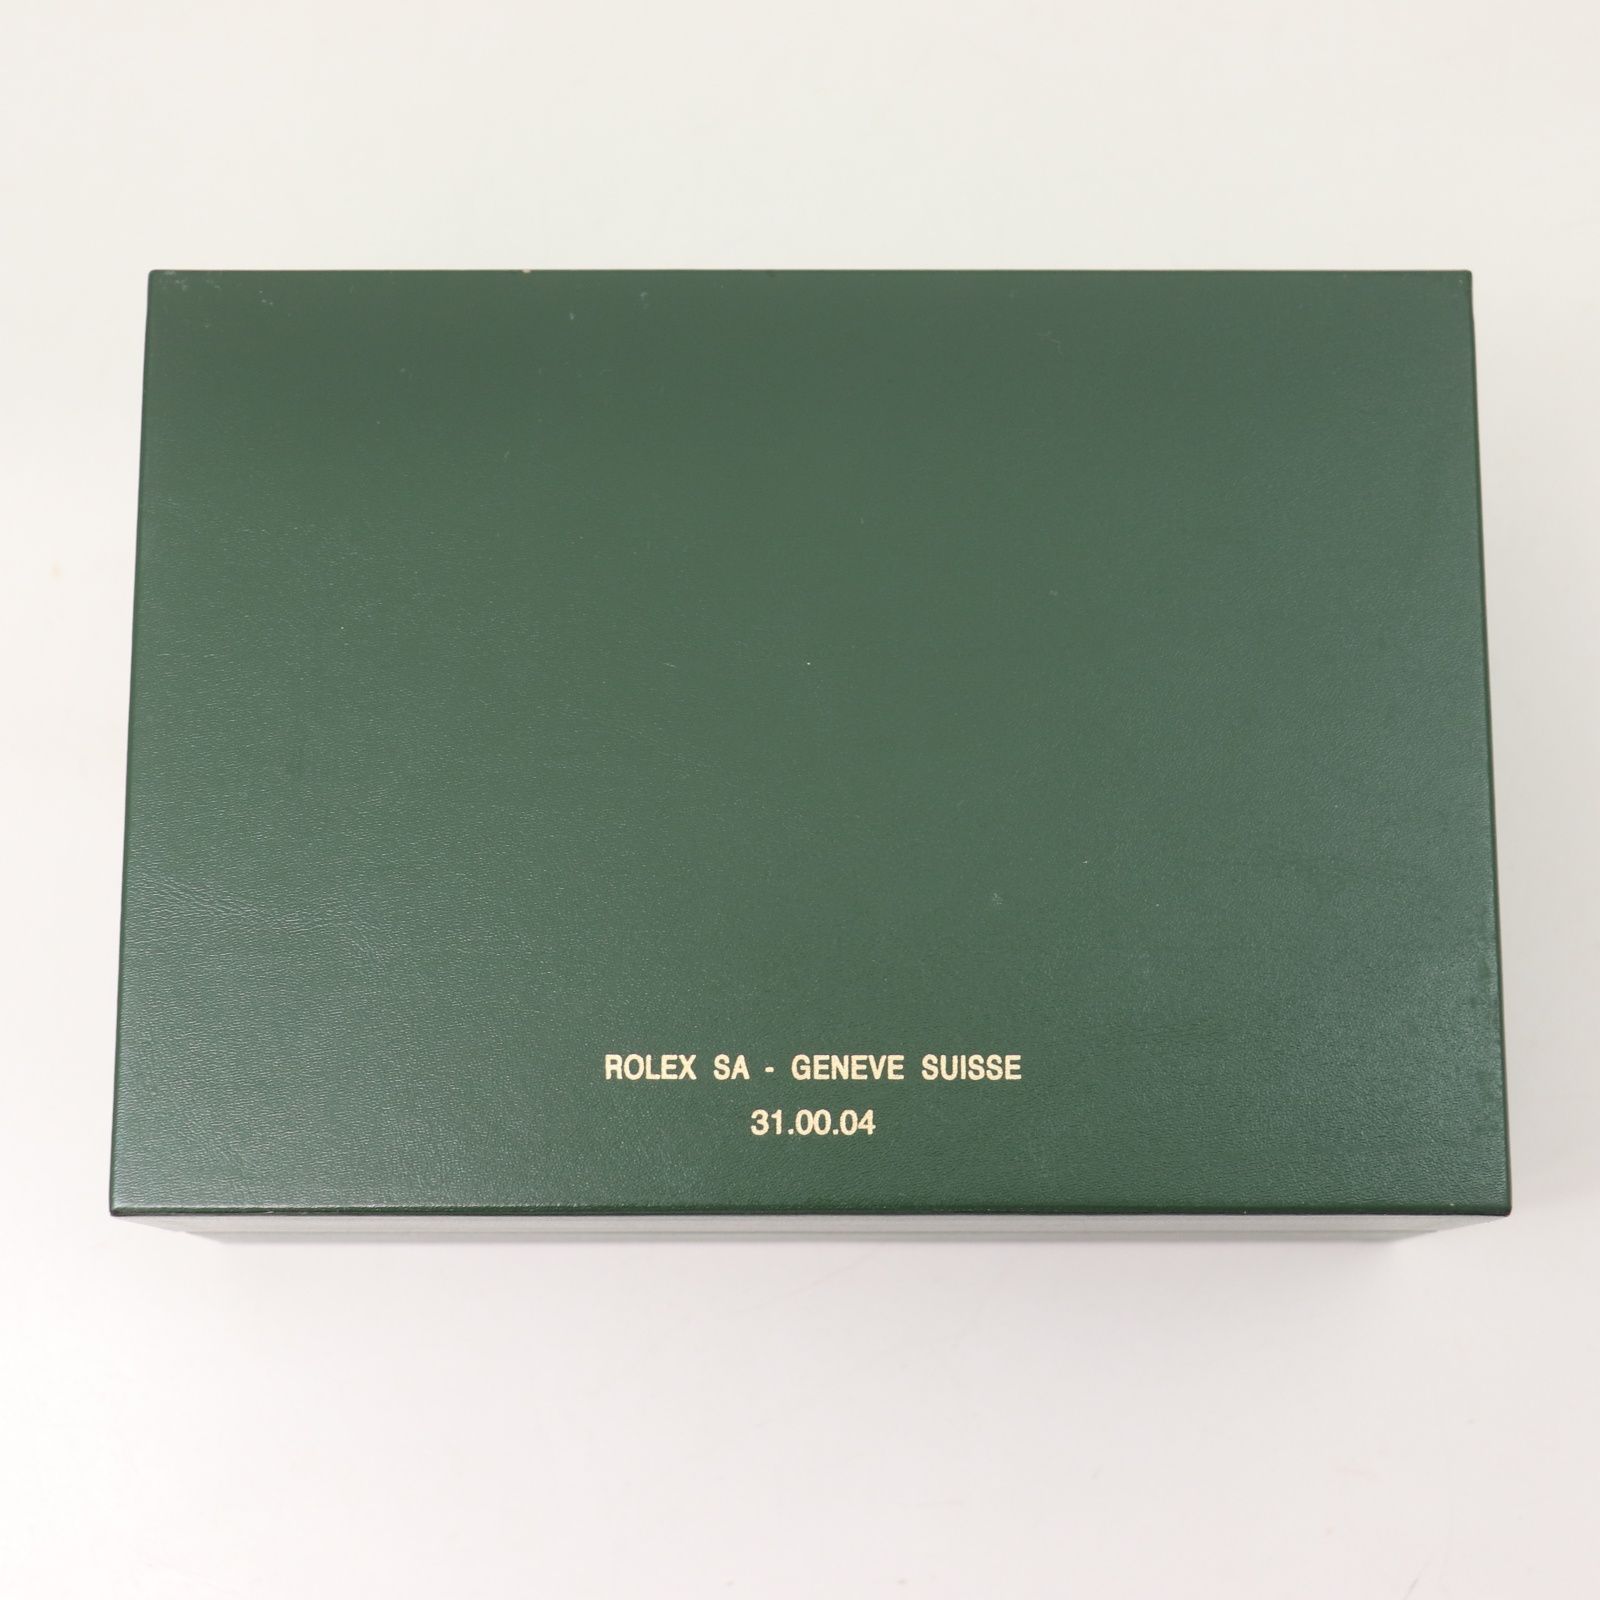 ROLEX SA - GENEVE SUISSE
31.00.04